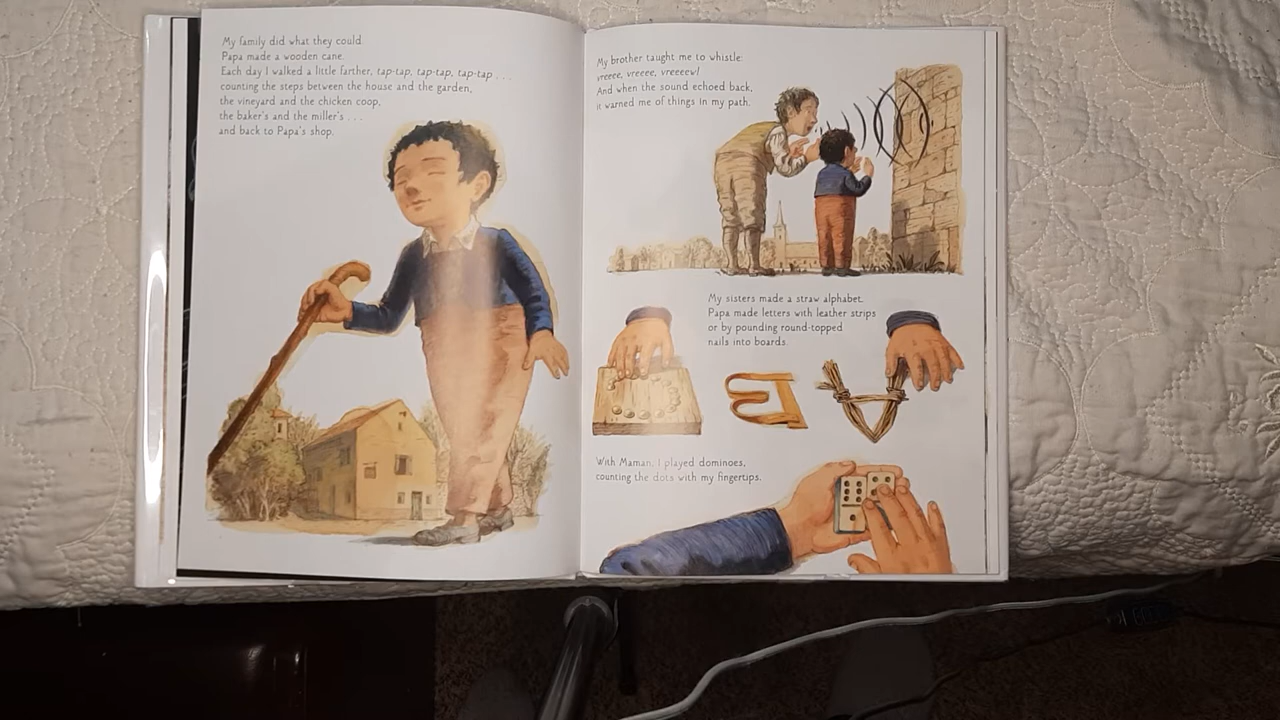 My family did what they could.
Papa made a wooden cane.
Each day I walked a little farther, tap-tap, tap-tap, tap-tap . . .
counting the steps between the house and the garden,
the vineyard and the chicken coop,
the baker's and the miller's . . .
and back to Papa's shop.
My brother taught me to whistle:
vreeee, vreeee, vreeeew!
And when the sound echoed back,
it warned me of things in my path.
My sisters made a straw alphabet.
Papa made letters with leather strips
or by pounding round-topped
nails into boards.
With Maman, I played dominoes,
counting the dots with my fingertips.